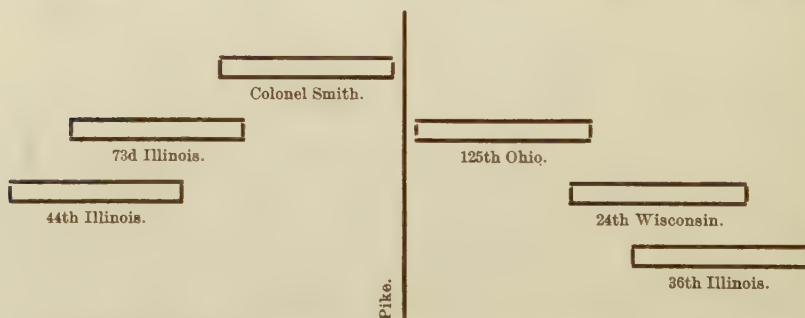 Colonel Smith.
73d Illinois.
125th Ohio.
44th Illinois.
24th Wisconsin.
36th Illinois.
Pike.